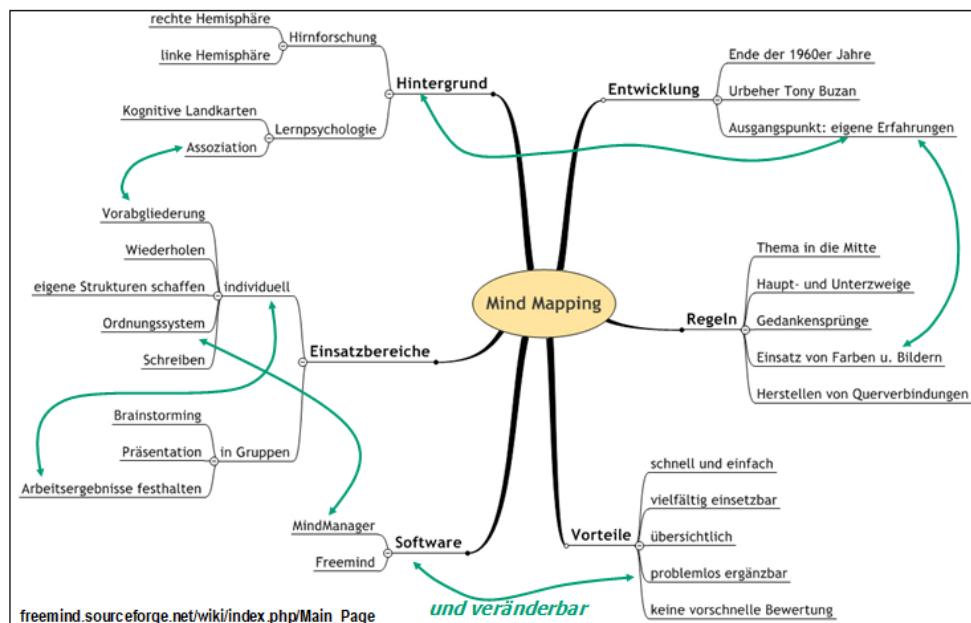 Mind Mapping
Hintergrund
Hirnforschung
rechte Hemisphäre
linke Hemisphäre
Lernpsychologie
Kognitive Landkarten
Assoziation
Entwicklung
Ende der 1960er Jahre
Urbeher Tony Buzan
Ausgangspunkt: eigene Erfahrungen
Regeln
Thema in die Mitte
Haupt- und Unterzweige
Gedankensprünge
Einsatz von Farben u. Bildern
Herstellen von Querverbindungen
Einsatzbereiche
individuell
Vorabgliederung
Wiederholen
eigene Strukturen schaffen
Ordnungssystem
Schreiben
in Gruppen
Brainstorming
Präsentation
Arbeitsergebnisse festhalten
Software
MindManager
Freemind
Vorteile
schnell und einfach
vielfältig einsetzbar
übersichtlich
problemlos ergänzbar
keine vorschnelle Bewertung
und veränderbar
freemind.sourceforge.net/wiki/index.php/Main_Page